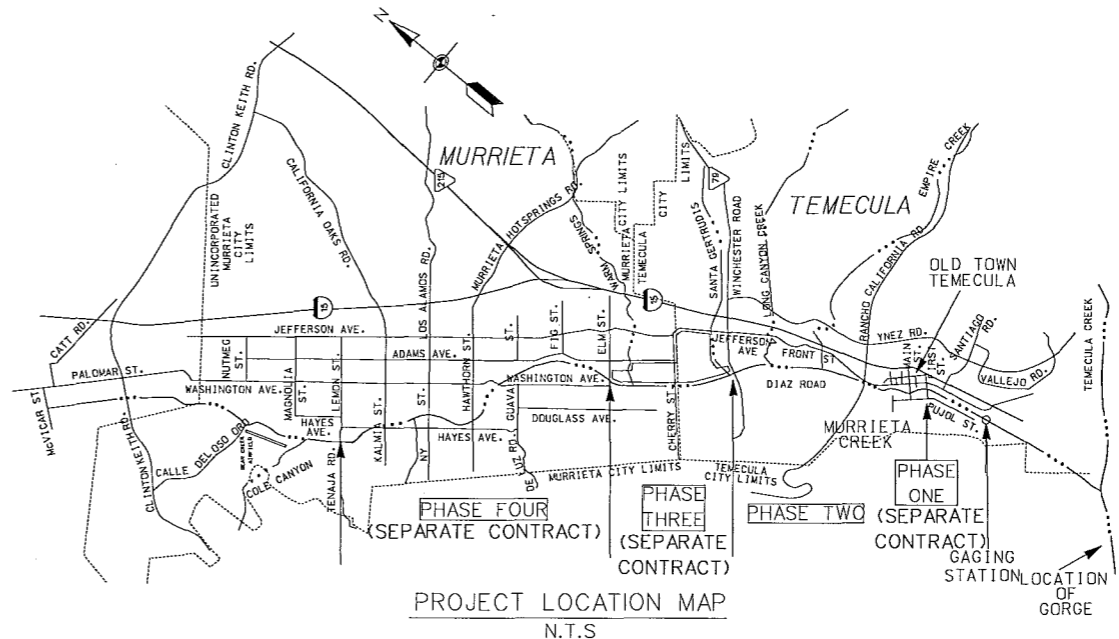 N
CLINTON KEITH RD.
MURRIETA
215
CALIFORNIA OAKS RD.
UNINCORPORATED
MURRIETA
CITY
LIMITS
LOS ALAMOS RD.
MURRIETA HOTSPRINGS RD.
WARM SPRINGS
MURRIETA CITY LIMITS
TEMECULA CITY LIMITS
79
SANTA GERTRUDIS
WINCHESTER ROAD
LONG CANYON CREEK
TEMECULA
EMPIRE CREEK
RANCHO CALIFORNIA RD.
OLD TOWN
TEMECULA
15
15
CATT RD.
JEFFERSON AVE.
NUTMEG ST.
ADAMS AVE.
FIG ST.
ELM ST.
JEFFERSON
AVE
FRONT ST
YNEZ RD.
MAIN ST.
FIRST ST.
SANTIAGO RD.
VALLEJO RD.
TEMECULA CREEK
PALOMAR ST.
WASHINGTON AVE.
MAGNOLIA ST.
LEMON ST.
WASHINGTON AVE.
DIAZ ROAD
McVICAR ST.
HAYES
AVE.
KALMIA ST.
NY ST.
HAWTHORN ST.
GUAVA ST.
DOUGLASS AVE.
CHERRY ST.
PUJOL ST.
MURRIETA
CREEK
CLINTON KEITH RD.
CALLE DEL OSO ORO
HAYES AVE.
DE LUZ RD.
COLE CANYON
TENAJA RD.
MURRIETA CITY LIMITS
TEMECULA
CITY LIMITS
PHASE FOUR
(SEPARATE CONTRACT)
PHASE
THREE
(SEPARATE
CONTRACT)
PHASE TWO
PHASE
ONE
(SEPARATE
CONTRACT)
GAGING
STATION
LOCATION
OF
GORGE
PROJECT LOCATION MAP
N.T.S